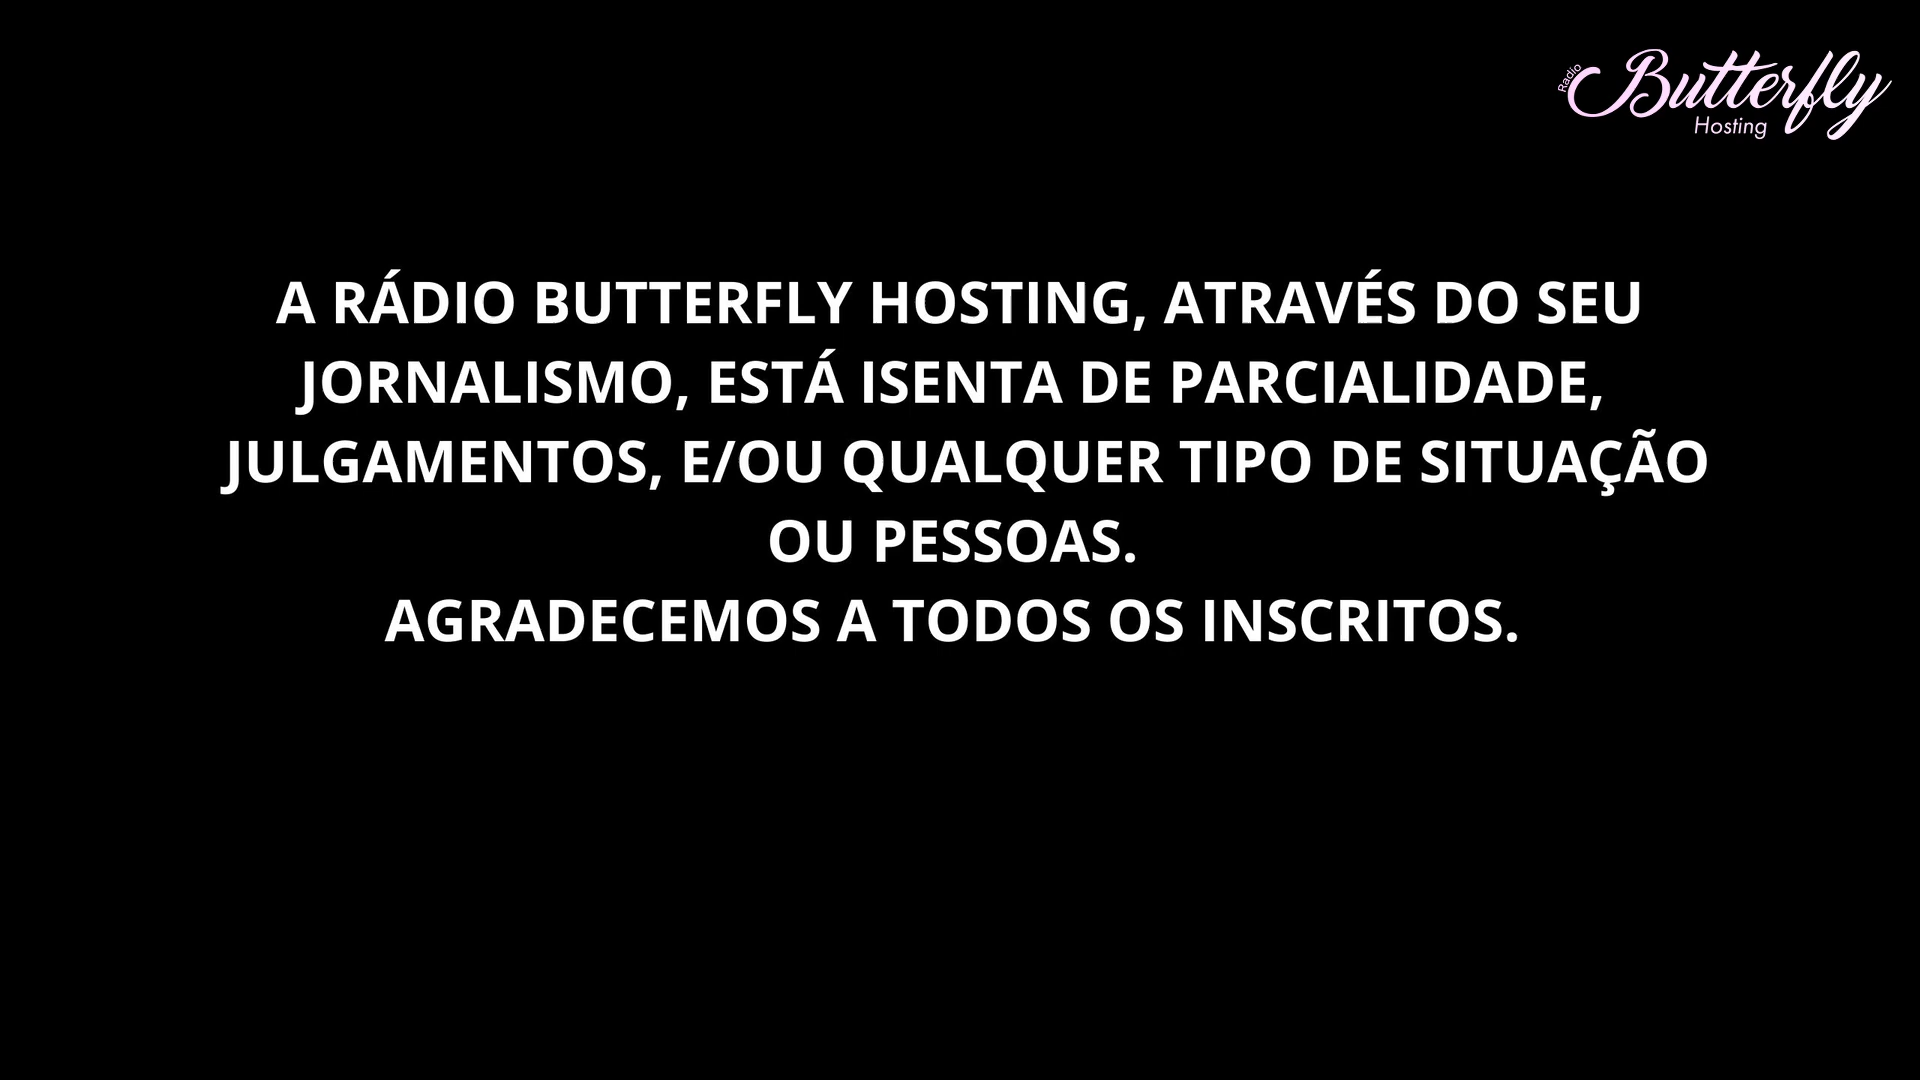 Radio
Butterfly
Hosting
A RÁDIO BUTTERFLY HOSTING, ATRAVÉS DO SEU
JORNALISMO, ESTÁ ISENTA DE PARCIALIDADE,
JULGAMENTOS, E/OU QUALQUER TIPO DE SITUAÇÃO
OU PESSOAS.
AGRADECEMOS A TODOS OS INSCRITOS.